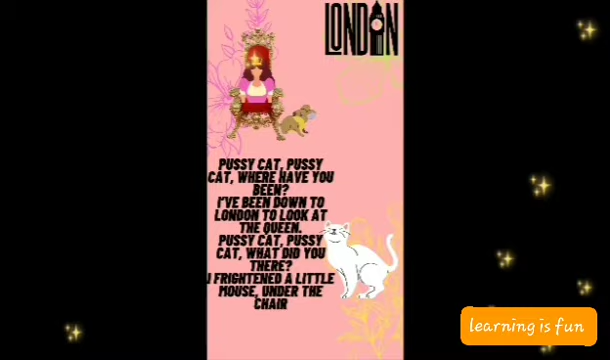 LONDON
PUSSY CAT, PUSSY
CAT, WHERE HAVE YOU
BEEN?
I'VE BEEN DOWN TO
LONDON TO LOOK AT
THE QUEEN.
PUSSY CAT, PUSSY
CAT, WHAT DID YOU
THERE?
I FRIGHTENED A LITTLE
MOUSE, UNDER THE
CHAIR
learning is fun